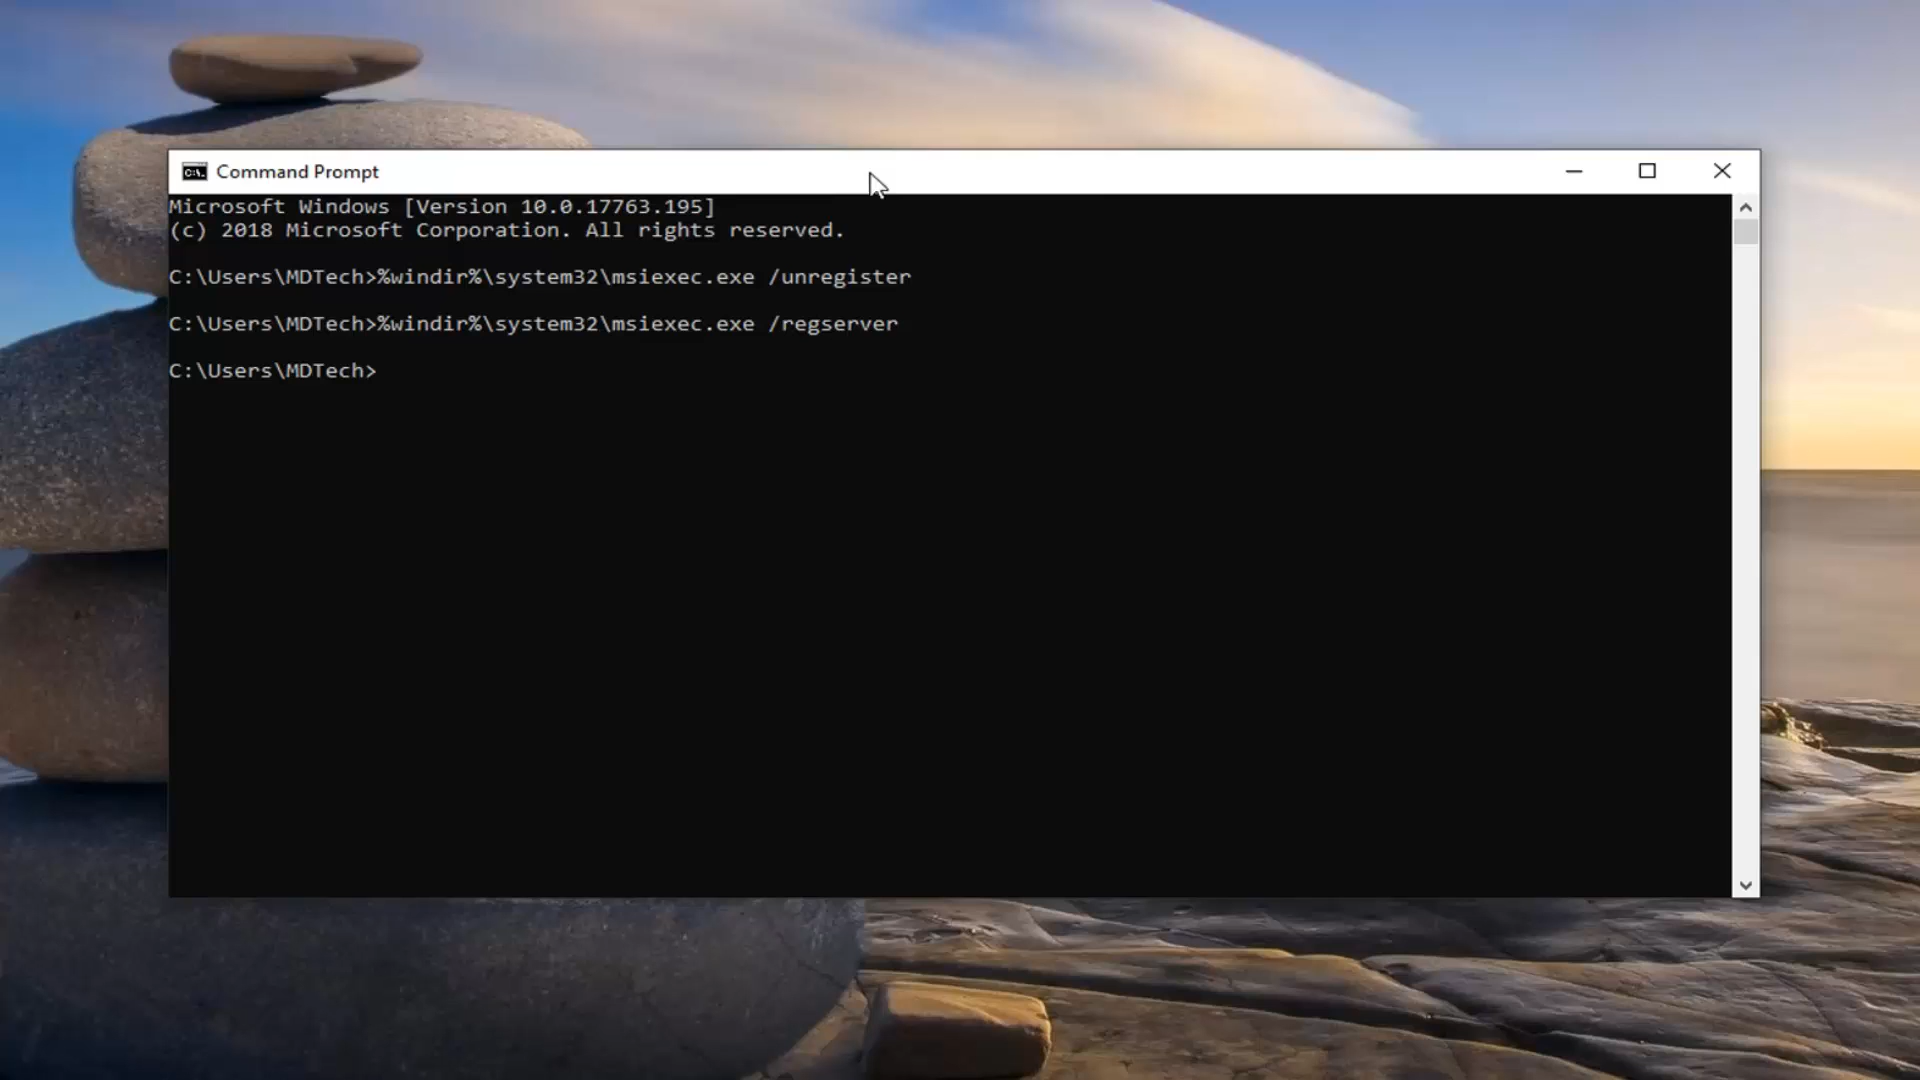 Command Prompt
Microsoft Windows [Version 10.0.17763.195]
(c) 2018 Microsoft Corporation. All rights reserved.
C:\Users\MDTech>%windir%\system32\msiexec.exe /unregister
C:\Users\MDTech>%windir%\system32\msiexec.exe /regserver
C:\Users\MDTech>